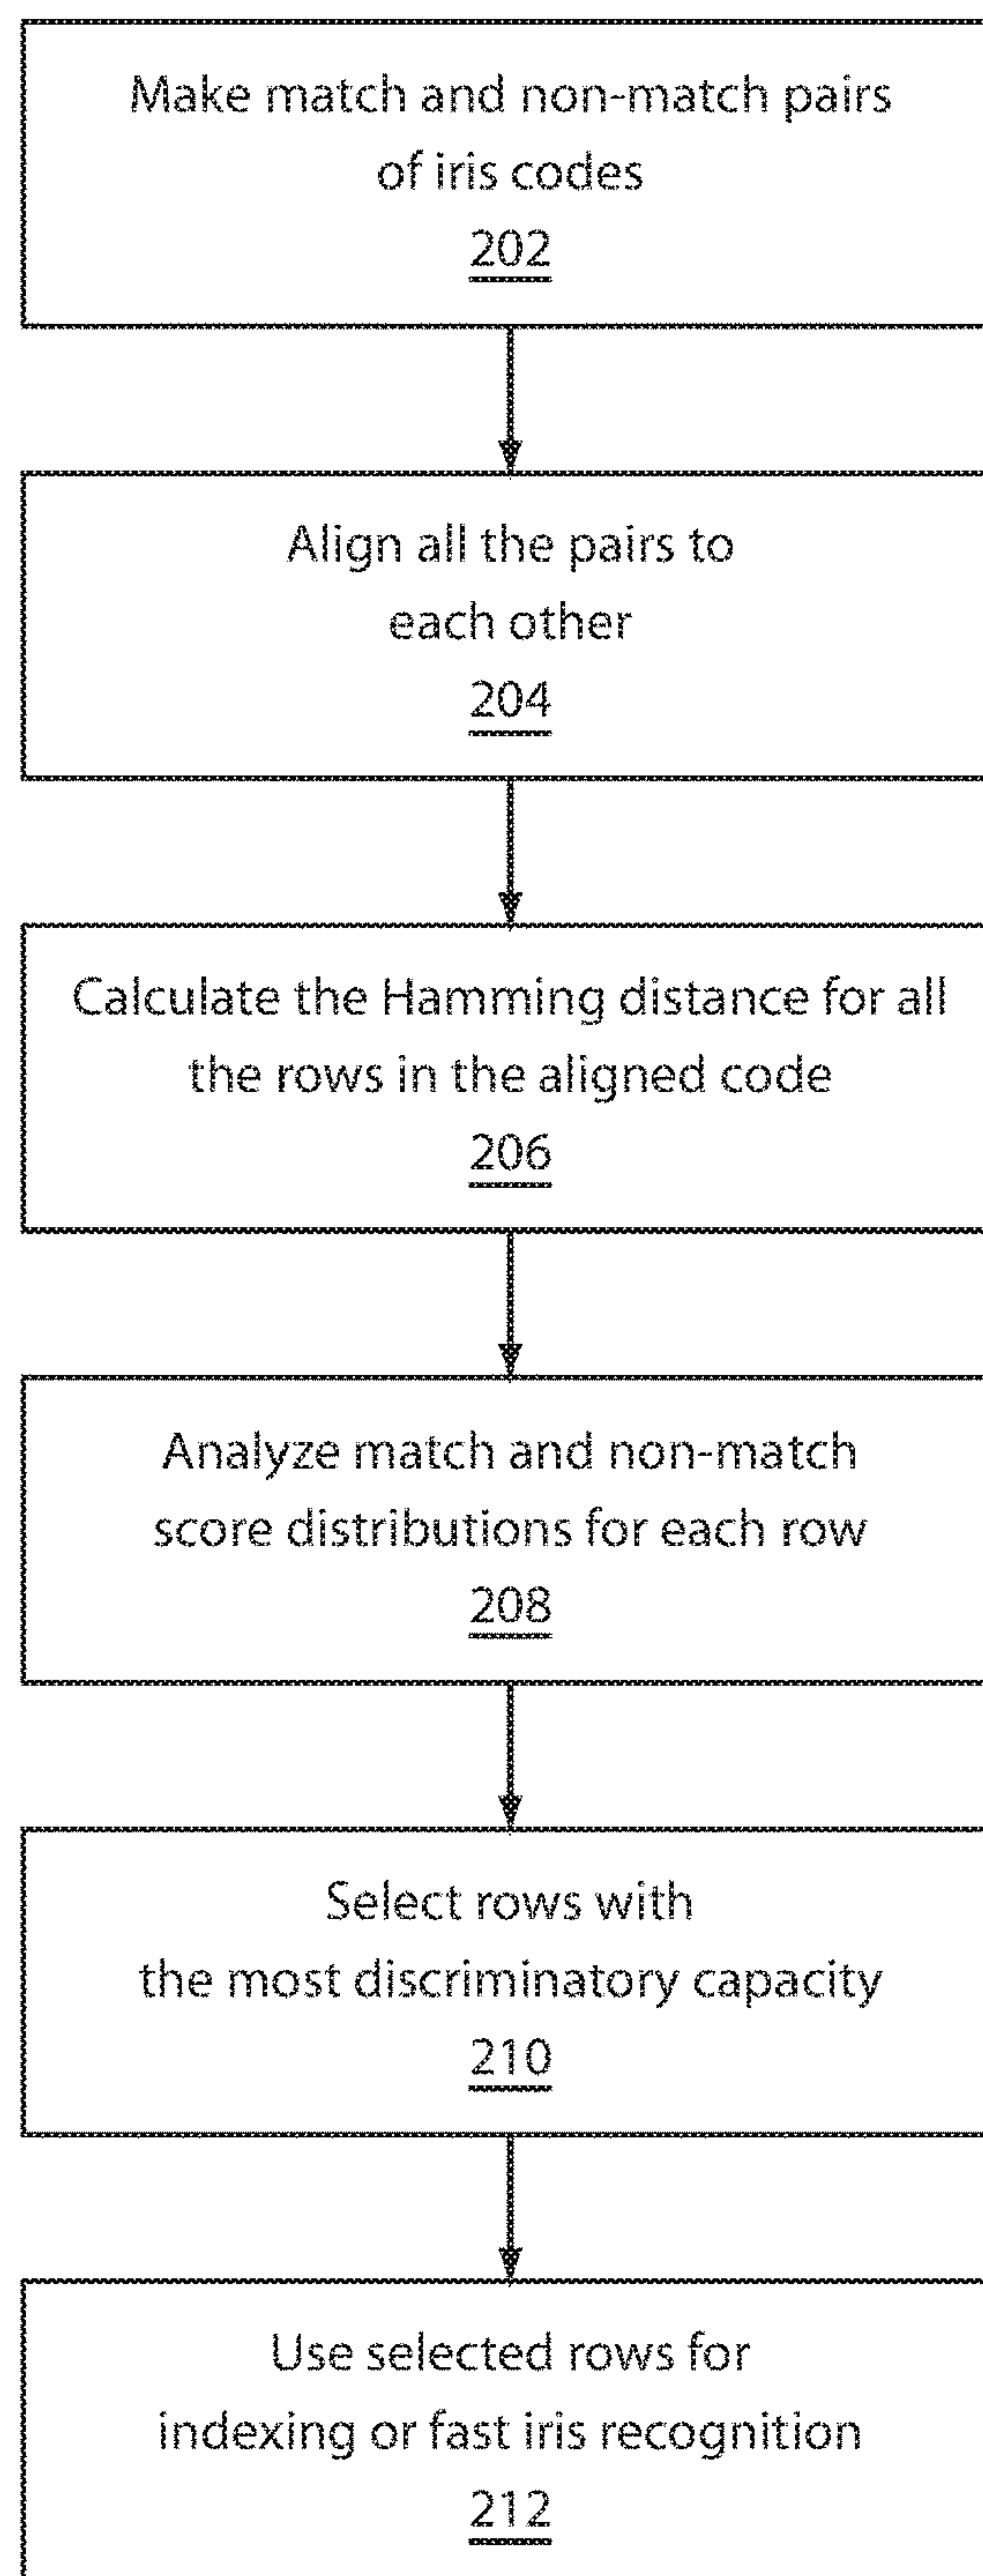 Make match and non-match pairs
of iris codes
202
Align all the pairs to
each other
204
Calculate the Hamming distance for all
the rows in the aligned code
206
Analyze match and non-match
score distributions for each row
208
Select rows with
the most discriminatory capacity
210
Use selected rows for
indexing or fast iris recognition
212